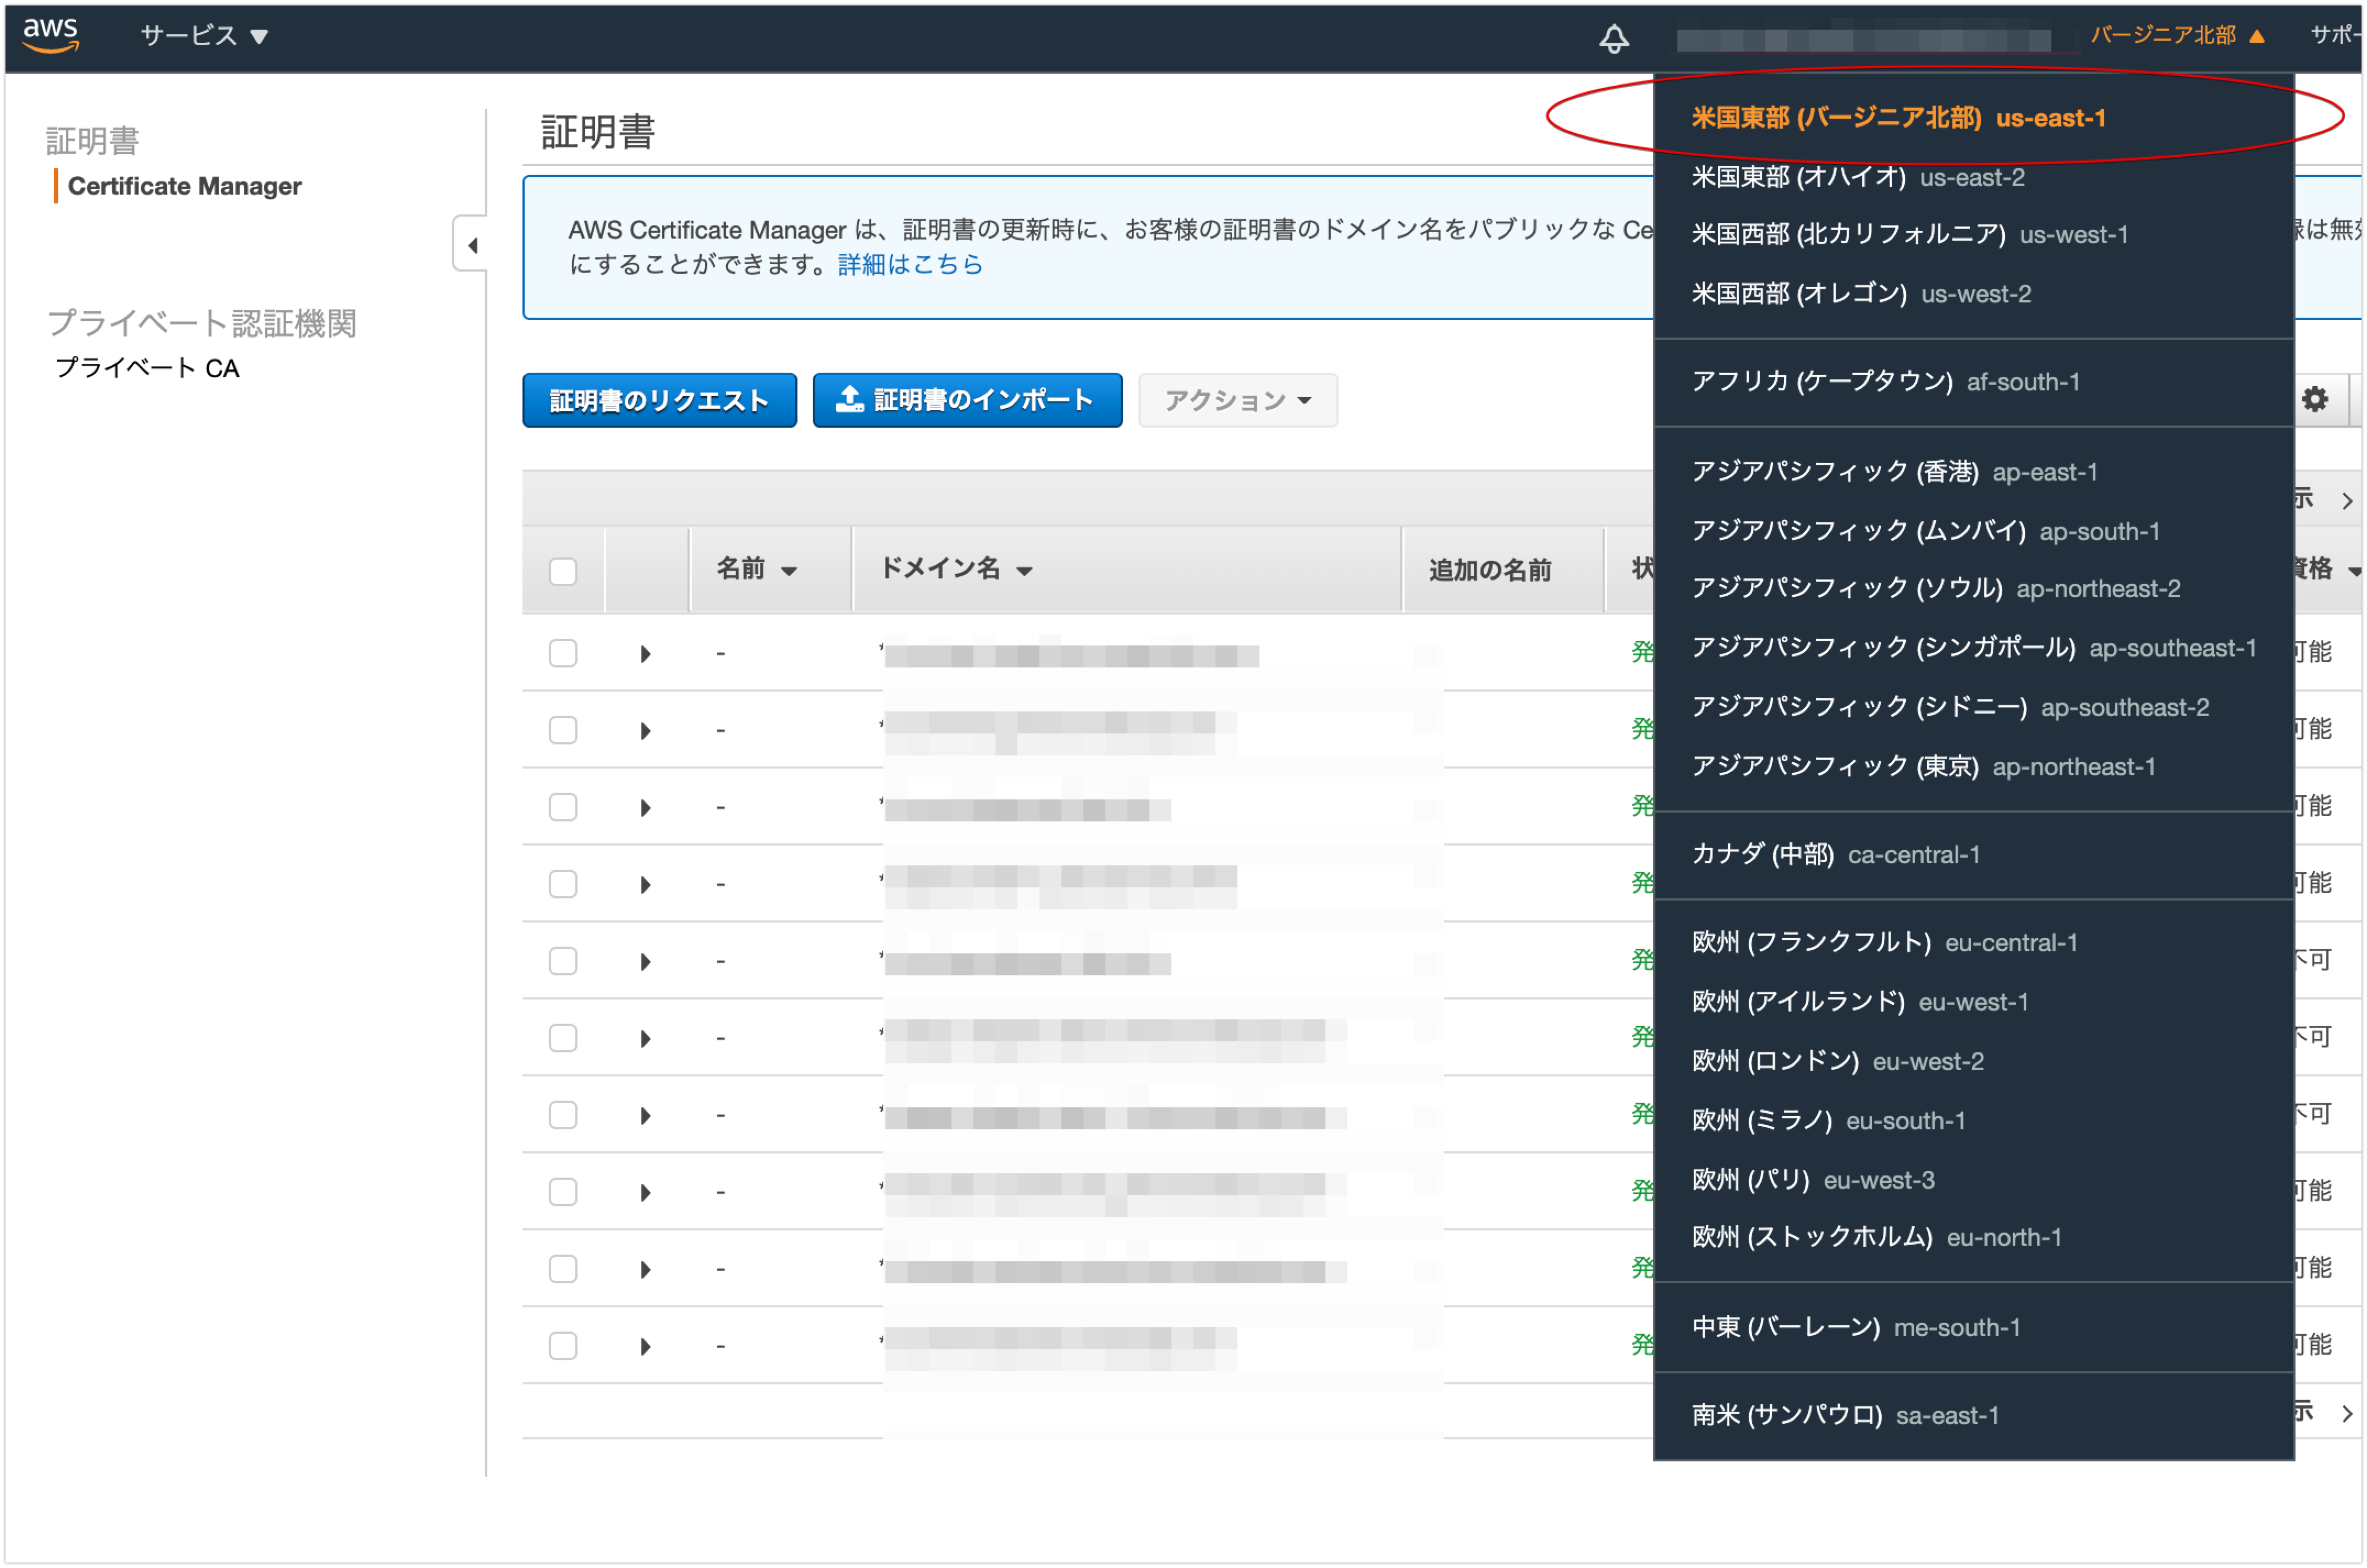 aws サービス バージニア北部 サポー
証明書
Certificate Manager
プライベート認証機関
プライベート CA
証明書
AWS Certificate Manager は、証明書の更新時に、お客様の証明書のドメイン名をパブリックな Ce
は無
にすることができます。詳細はこちら
証明書のリクエスト 証明書のインポート アクション
示
名前 ドメイン名 追加の名前 状 資格
- * 発 可能
- * 発 可能
- * 発 可能
- * 発 可能
- * 発 不可
- * 発 不可
- * 発 不可
- * 発 可能
- * 発 可能
- * 発 可能
示
米国東部 (バージニア北部) us-east-1
米国東部 (オハイオ) us-east-2
米国西部 (北カリフォルニア) us-west-1
米国西部 (オレゴン) us-west-2
アフリカ (ケープタウン) af-south-1
アジアパシフィック (香港) ap-east-1
アジアパシフィック (ムンバイ) ap-south-1
アジアパシフィック (ソウル) ap-northeast-2
アジアパシフィック (シンガポール) ap-southeast-1
アジアパシフィック (シドニー) ap-southeast-2
アジアパシフィック (東京) ap-northeast-1
カナダ (中部) ca-central-1
欧州 (フランクフルト) eu-central-1
欧州 (アイルランド) eu-west-1
欧州 (ロンドン) eu-west-2
欧州 (ミラノ) eu-south-1
欧州 (パリ) eu-west-3
欧州 (ストックホルム) eu-north-1
中東 (バーレーン) me-south-1
南米 (サンパウロ) sa-east-1